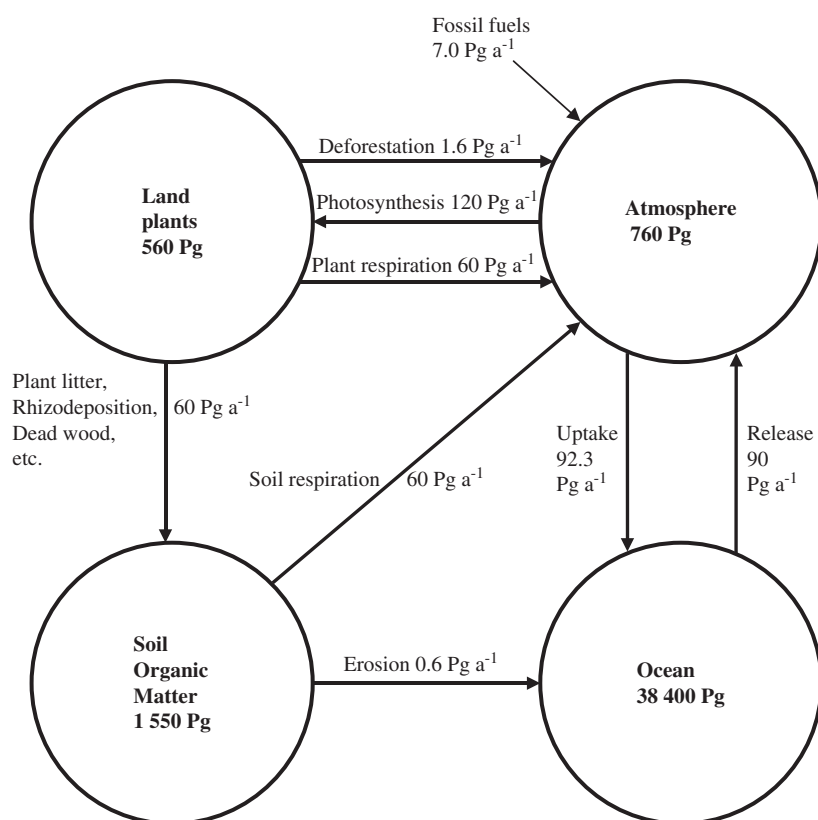 Fossil fuels
7.0 Pg a⁻¹
Deforestation 1.6 Pg a⁻¹
Land
plants
560 Pg
Photosynthesis 120 Pg a⁻¹
Atmosphere
760 Pg
Plant respiration 60 Pg a⁻¹
Plant litter,
Rhizodeposition,
Dead wood,
etc.
60 Pg a⁻¹
Uptake
92.3
Pg a⁻¹
Release
90
Pg a⁻¹
Soil respiration
60 Pg a⁻¹
Soil
Organic
Matter
1 550 Pg
Erosion 0.6 Pg a⁻¹
Ocean
38 400 Pg